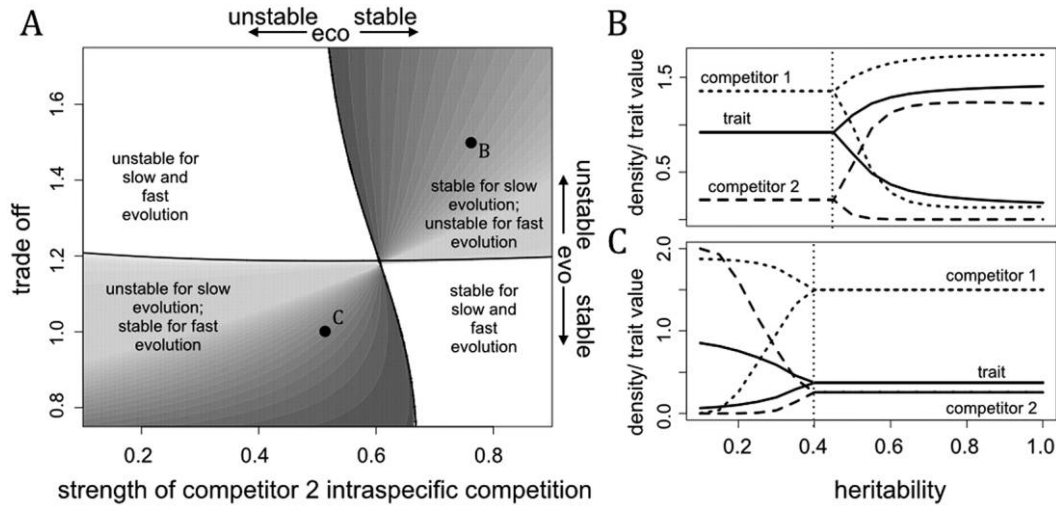 A
unstable stable
eco
B
unstable for
slow and
fast
evolution
B
stable for slow
evolution;
unstable for fast
evolution
unstable for slow
evolution;
stable for fast
evolution
C
stable for
slow and
fast
evolution
unstable
evo
stable
trade off
0.8 1.0 1.2 1.4 1.6
0.2 0.4 0.6 0.8
strength of competitor 2 intraspecific competition
competitor 1
trait
competitor 2
density/ trait value
0.5 1.5
C
competitor 1
trait
competitor 2
density/ trait value
0.0 1.0 2.0
0.2 0.4 0.6 0.8 1.0
heritability